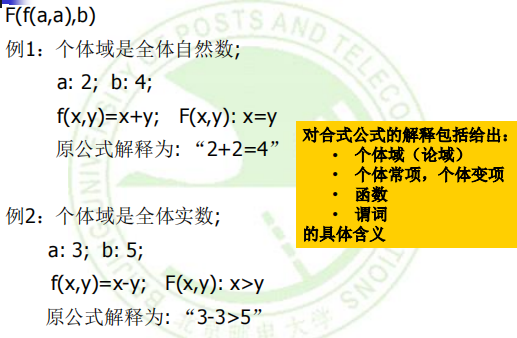 F(f(a,a),b)
例1：个体域是全体自然数;
a: 2; b: 4;
f(x,y)=x+y; F(x,y): x=y
原公式解释为: “2+2=4”
对合式公式的解释包括给出：
• 个体域（论域）
• 个体常项，个体变项
• 函数
• 谓词
的具体含义
例2：个体域是全体实数;
a: 3; b: 5;
f(x,y)=x-y; F(x,y): x>y
原公式解释为: “3-3>5”